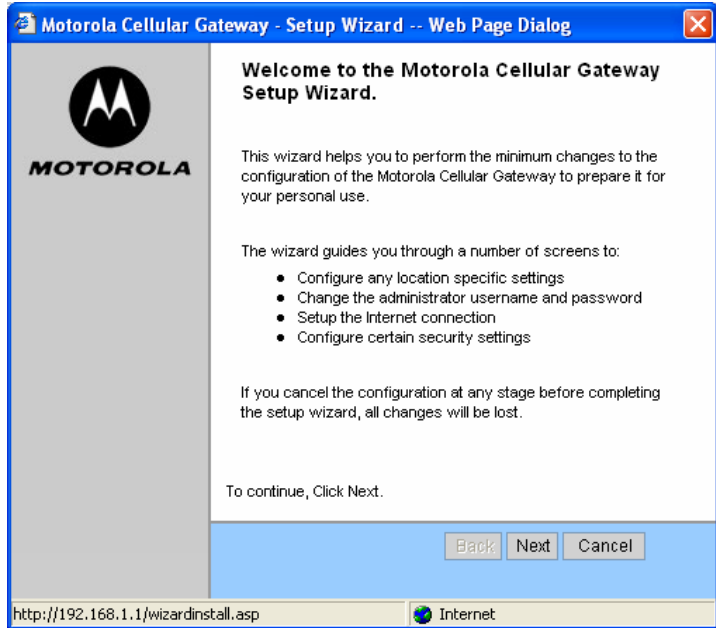 Motorola Cellular Gateway - Setup Wizard -- Web Page Dialog
MOTOROLA
Welcome to the Motorola Cellular Gateway
Setup Wizard.
This wizard helps you to perform the minimum changes to the
configuration of the Motorola Cellular Gateway to prepare it for
your personal use.
The wizard guides you through a number of screens to:
● Configure any location specific settings
● Change the administrator username and password
● Setup the Internet connection
● Configure certain security settings
If you cancel the configuration at any stage before completing
the setup wizard, all changes will be lost.
To continue, Click Next.
Back Next Cancel
http://192.168.1.1/wizardinstall.asp Internet